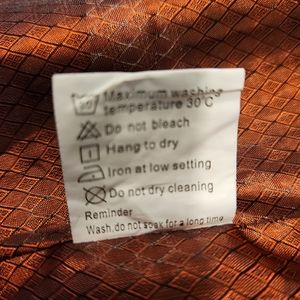 Maximum washing
temperature 30°C
Do not bleach
Hang to dry
Iron at low setting
Do not dry cleaning
Reminder
Wash,do not soak for a long time